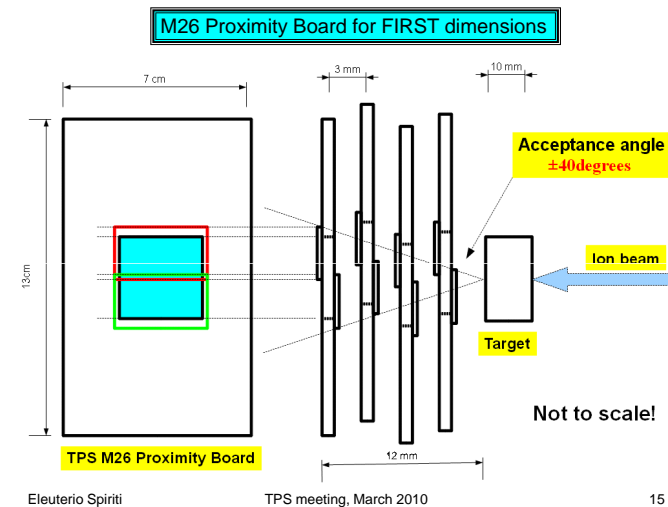 M26 Proximity Board for FIRST dimensions
7 cm
3 mm
10 mm
Acceptance angle
±40degrees
13cm
Ion beam
Target
Not to scale!
TPS M26 Proximity Board
12 mm
Eleuterio Spiriti
TPS meeting, March 2010
15